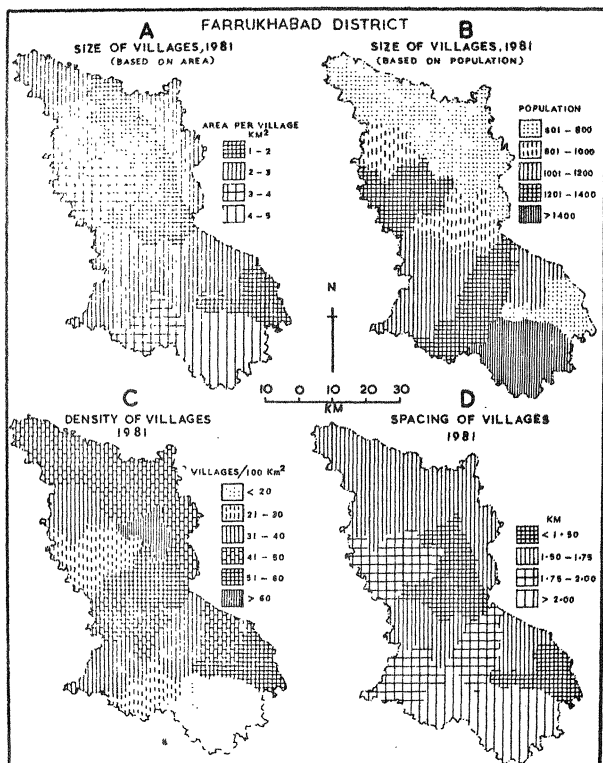 FARRUKHABAD DISTRICT
A
SIZE OF VILLAGES, 1981
(BASED ON AREA)
AREA PER VILLAGE
KM²
1 – 2
2 – 3
3 – 4
4 – 5
B
SIZE OF VILLAGES, 1981
(BASED ON POPULATION)
POPULATION
601 – 800
801 – 1000
1001 – 1200
1201 – 1400
> 1400
N
10 0 10 20 30
KM
C
DENSITY OF VILLAGES
1981
VILLAGES/100 Km²
< 20
21 – 30
31 – 40
41 – 50
51 – 60
> 60
D
SPACING OF VILLAGES
1981
KM
< 1·50
1·50 – 1·75
1·75 – 2·00
> 2·00